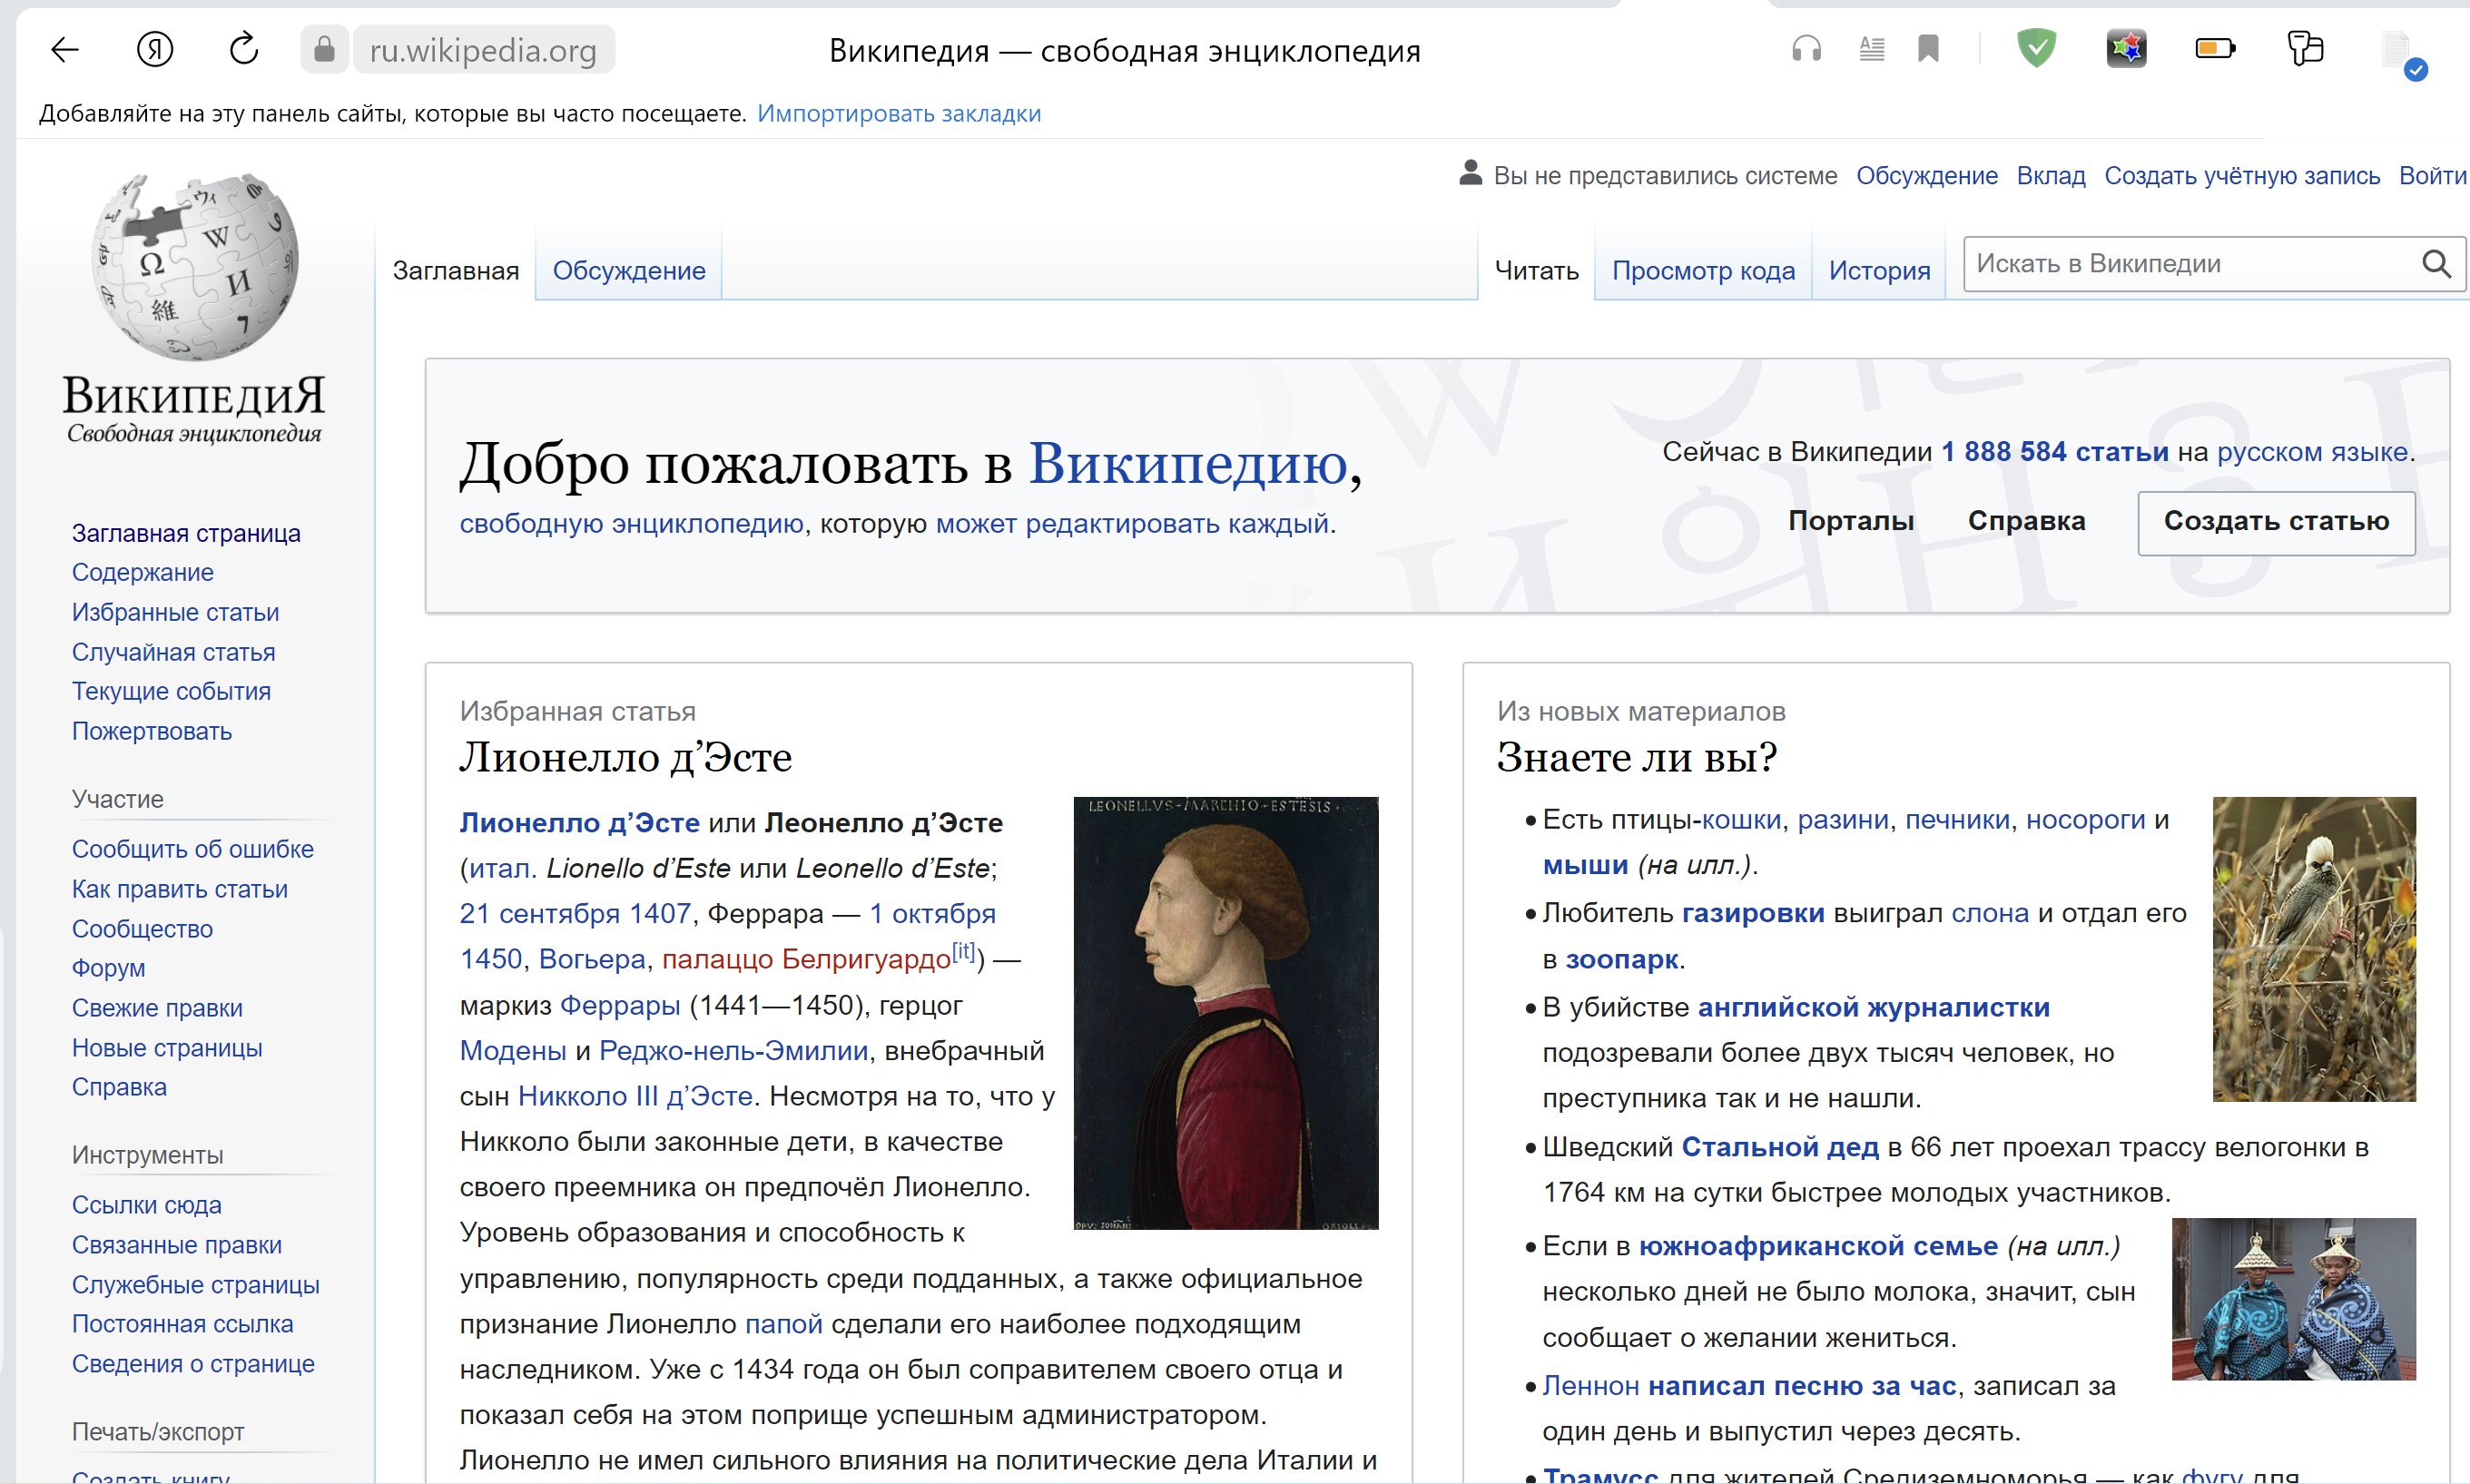 ru.wikipedia.org
Википедия — свободная энциклопедия
Добавляйте на эту панель сайты, которые вы часто посещаете. Импортировать закладки
Вы не представились системе Обсуждение Вклад Создать учётную запись Войти
Заглавная Обсуждение Читать Просмотр кода История Искать в Википедии
ВикипедиЯ
Свободная энциклопедия
Заглавная страница
Содержание
Избранные статьи
Случайная статья
Текущие события
Пожертвовать
Участие
Сообщить об ошибке
Как править статьи
Сообщество
Форум
Свежие правки
Новые страницы
Справка
Инструменты
Ссылки сюда
Связанные правки
Служебные страницы
Постоянная ссылка
Сведения о странице
Печать/экспорт
Создать книгу
Добро пожаловать в Википедию,
свободную энциклопедию, которую может редактировать каждый.
Сейчас в Википедии 1 888 584 статьи на русском языке.
Порталы Справка Создать статью
Избранная статья
Лионелло д’Эсте
Лионелло д’Эсте или Леонелло д’Эсте
(итал. Lionello d’Este или Leonello d’Este;
21 сентября 1407, Феррара — 1 октября
1450, Вогьера, палаццо Белригуардо[it]) —
маркиз Феррары (1441—1450), герцог
Модены и Реджо-нель-Эмилии, внебрачный
сын Никколо III д’Эсте. Несмотря на то, что у
Никколо были законные дети, в качестве
своего преемника он предпочёл Лионелло.
Уровень образования и способность к
управлению, популярность среди подданных, а также официальное
признание Лионелло папой сделали его наиболее подходящим
наследником. Уже с 1434 года он был соправителем своего отца и
показал себя на этом поприще успешным администратором.
Лионелло не имел сильного влияния на политические дела Италии и
LEONELLVS MARCHIO ESTESIS
Из новых материалов
Знаете ли вы?
Есть птицы-кошки, разини, печники, носороги и
мыши (на илл.).
Любитель газировки выиграл слона и отдал его
в зоопарк.
В убийстве английской журналистки
подозревали более двух тысяч человек, но
преступника так и не нашли.
Шведский Стальной дед в 66 лет проехал трассу велогонки в
1764 км на сутки быстрее молодых участников.
Если в южноафриканской семье (на илл.)
несколько дней не было молока, значит, сын
сообщает о желании жениться.
Леннон написал песню за час, записал за
один день и выпустил через десять.
Трамусс для жителей Средиземноморья — как фугу для